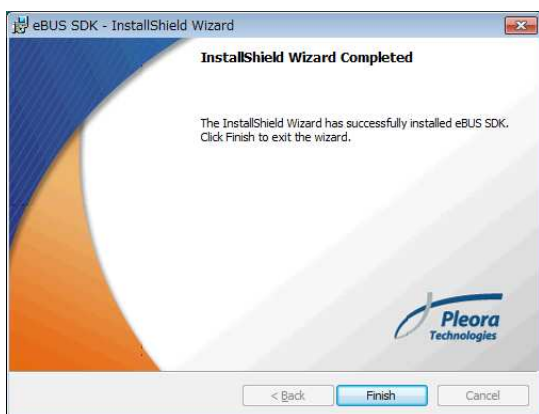 eBUS SDK - InstallShield Wizard
InstallShield Wizard Completed
The InstallShield Wizard has successfully installed eBUS SDK.
Click Finish to exit the wizard.
Pleora
Technologies
< Back
Finish
Cancel